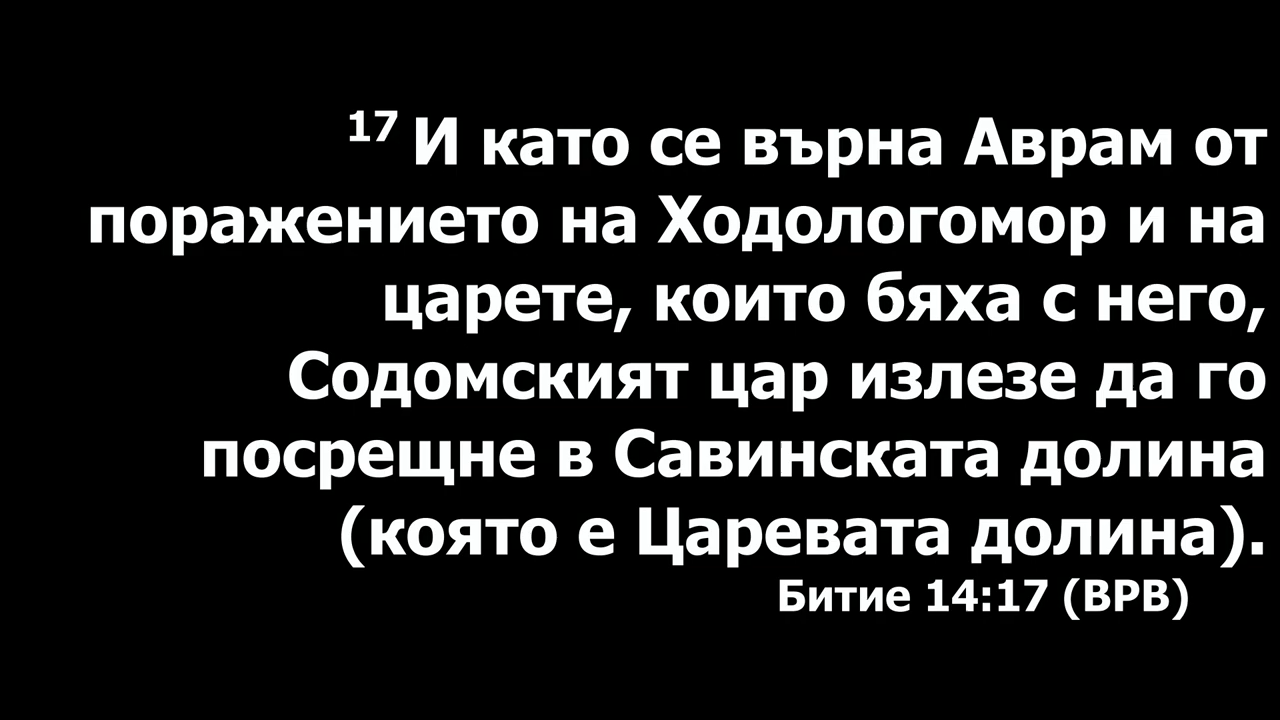 17 И като се върна Аврам от
поражението на Ходологомор и на
царете, които бяха с него,
Содомският цар излезе да го
посрещне в Савинската долина
(която е Царевата долина).
Битие 14:17 (ВРВ)